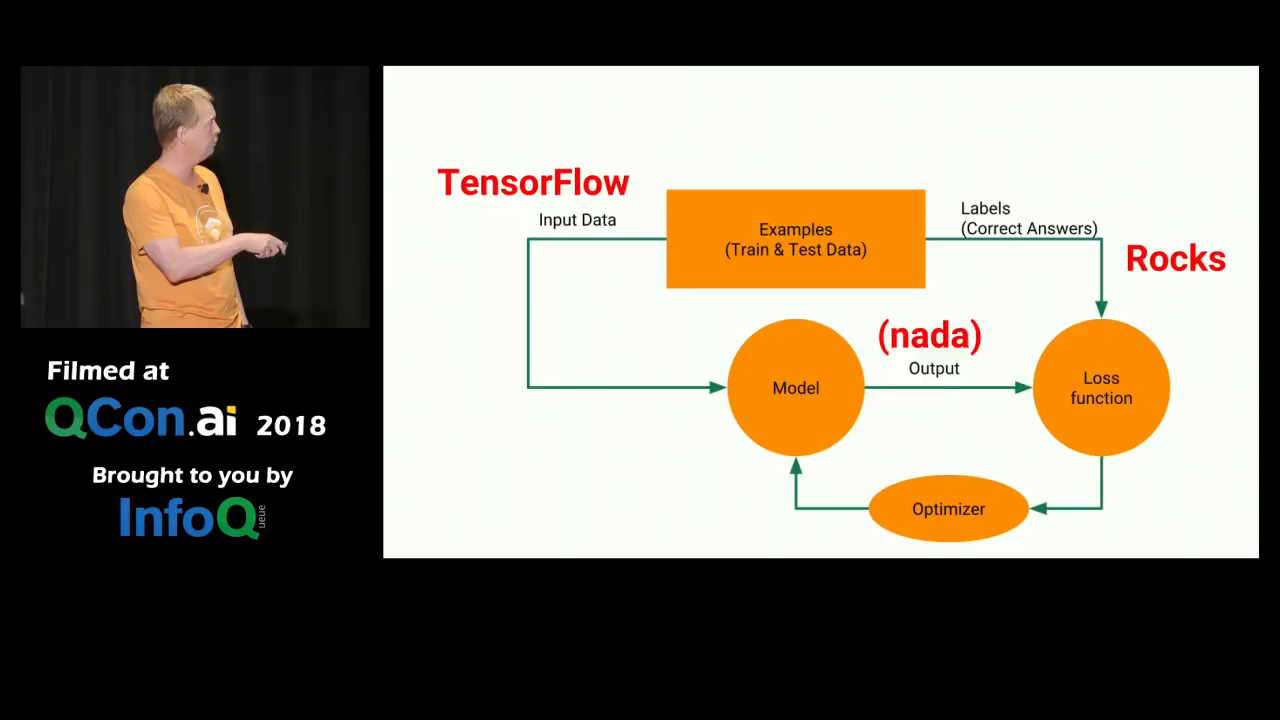 TensorFlow
Input Data
Examples
(Train & Test Data)
Labels
(Correct Answers)
Rocks
(nada)
Output
Model
Loss
function
Optimizer
Filmed at
QCon.ai 2018
Brought to you by
InfoQ
ueue